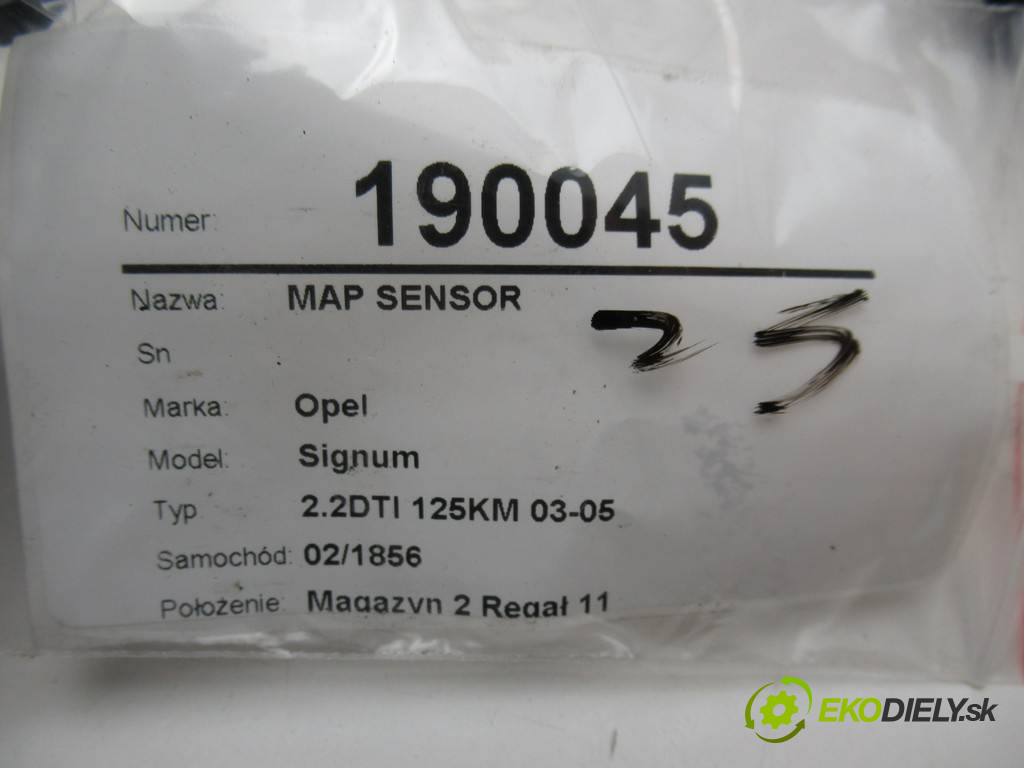 Numer: 190045
Nazwa: MAP SENSOR
25
Sn
Marka: Opel
Model: Signum
Typ 2.2DTI 125KM 03-05
Samochód: 02/1856
Położenie: Magazyn 2 Regał 11
EKODIELY.sk